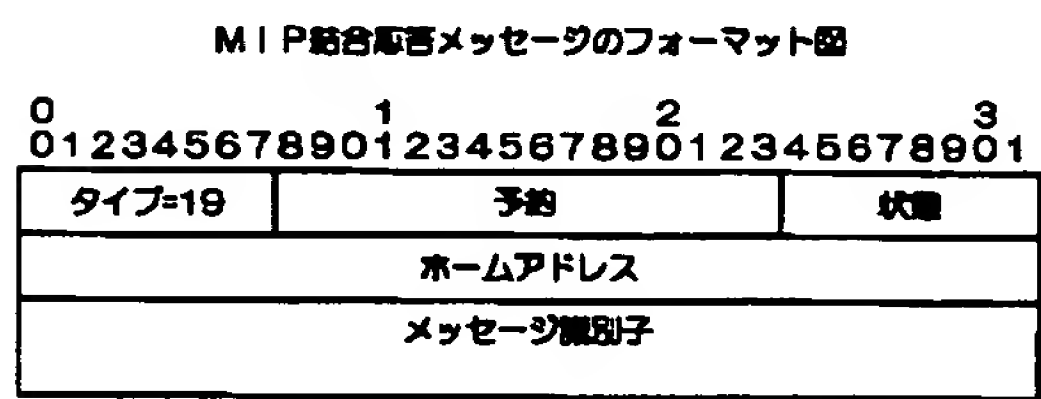 MIP結合応答メッセージのフォーマット図
0 1 2 3
01234567890123456789012345678901
タイプ=19 予約 状態
ホームアドレス
メッセージ識別子